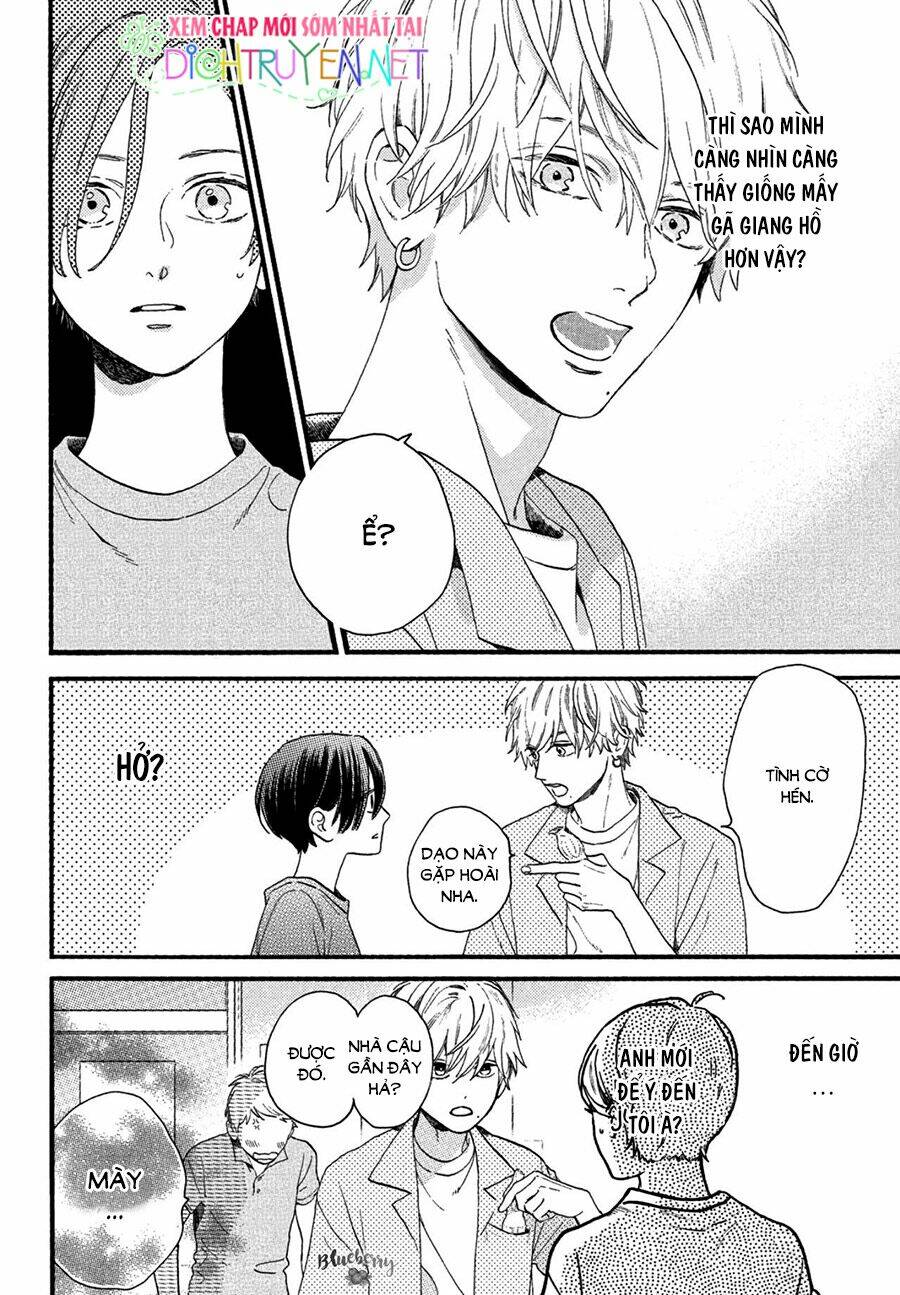 XEM CHAP MỚI SỚM NHẤT TẠI
DICHTRUYEN.NET
THÌ SAO MÌNH
CÀNG NHÌN CÀNG
THẤY GIỐNG MẤY
GÃ GIANG HỒ
HƠN VẬY?
Ể?
TÌNH CỜ
HÉN.
DẠO NÀY
GẶP HOÀI
NHA.
HỞ?
ĐẾN GIỜ
...
ANH MƠI
ĐỂ Ý ĐẾN
TÔI À?
NHÀ CẬU
GẦN ĐÂY
HẢ?
ĐƯỢC
ĐÓ.
MÀY
...
Blueberry